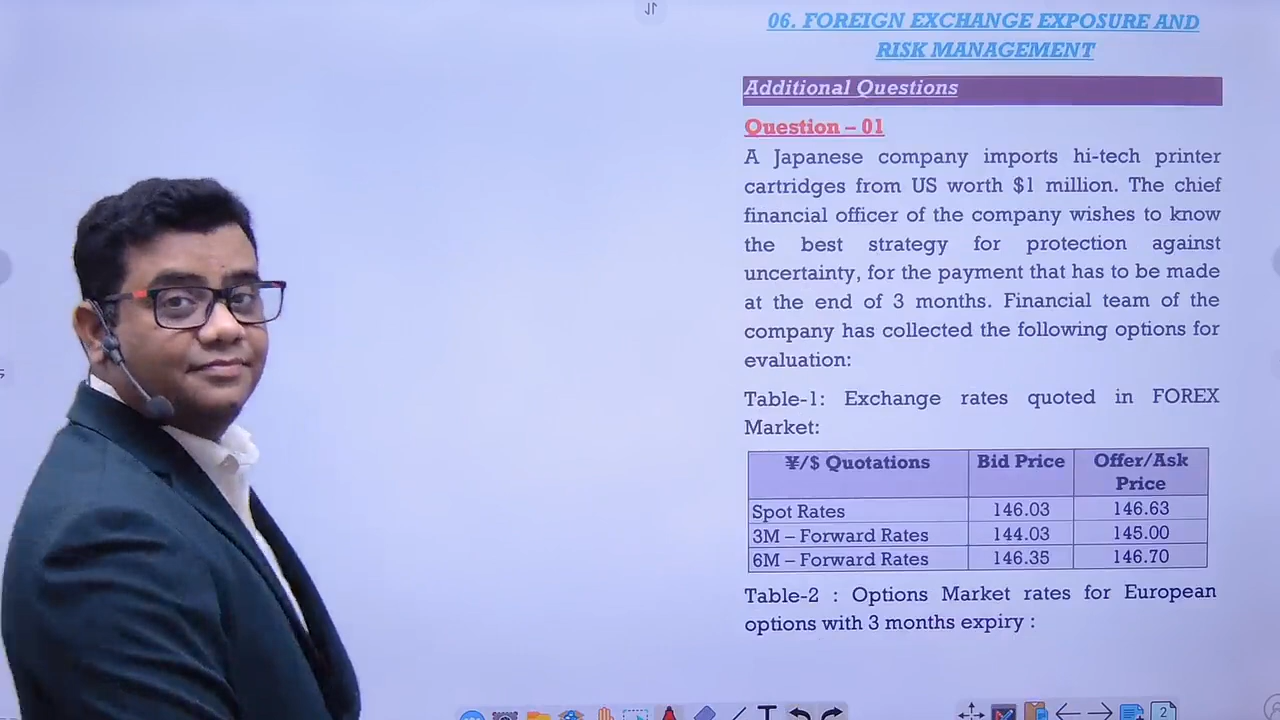 06. FOREIGN EXCHANGE EXPOSURE AND
RISK MANAGEMENT
Additional Questions
Question – 01
A Japanese company imports hi-tech printer
cartridges from US worth $1 million. The chief
financial officer of the company wishes to know
the best strategy for protection against
uncertainty, for the payment that has to be made
at the end of 3 months. Financial team of the
company has collected the following options for
evaluation:
Table-1: Exchange rates quoted in FOREX
Market:
¥/$ Quotations Bid Price Offer/Ask Price
Spot Rates 146.03 146.63
3M – Forward Rates 144.03 145.00
6M – Forward Rates 146.35 146.70
Table-2 : Options Market rates for European
options with 3 months expiry :
T 2